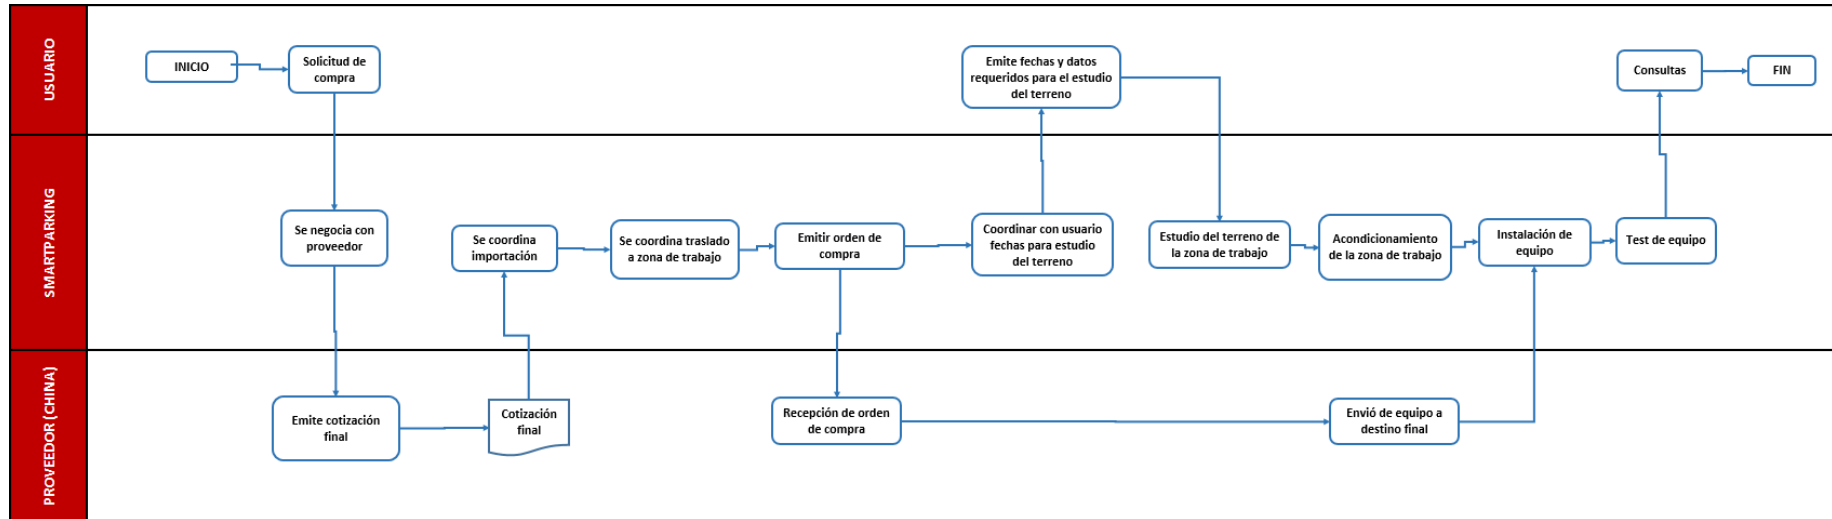 USUARIO
INICIO
Solicitud de
compra
Emite fechas y datos
requeridos para el estudio
del terreno
Consultas
FIN
SMARTPARKING
Se negocia con
proveedor
Se coordina
importación
Se coordina traslado
a zona de trabajo
Emitir orden de
compra
Coordinar con usuario
fechas para estudio
del terreno
Estudio del terreno de
la zona de trabajo
Acondicionamiento
de la zona de trabajo
Instalación de
equipo
Test de equipo
PROVEEDOR (CHINA)
Emite cotización
final
Cotización
final
Recepción de orden
de compra
Envió de equipo a
destino final